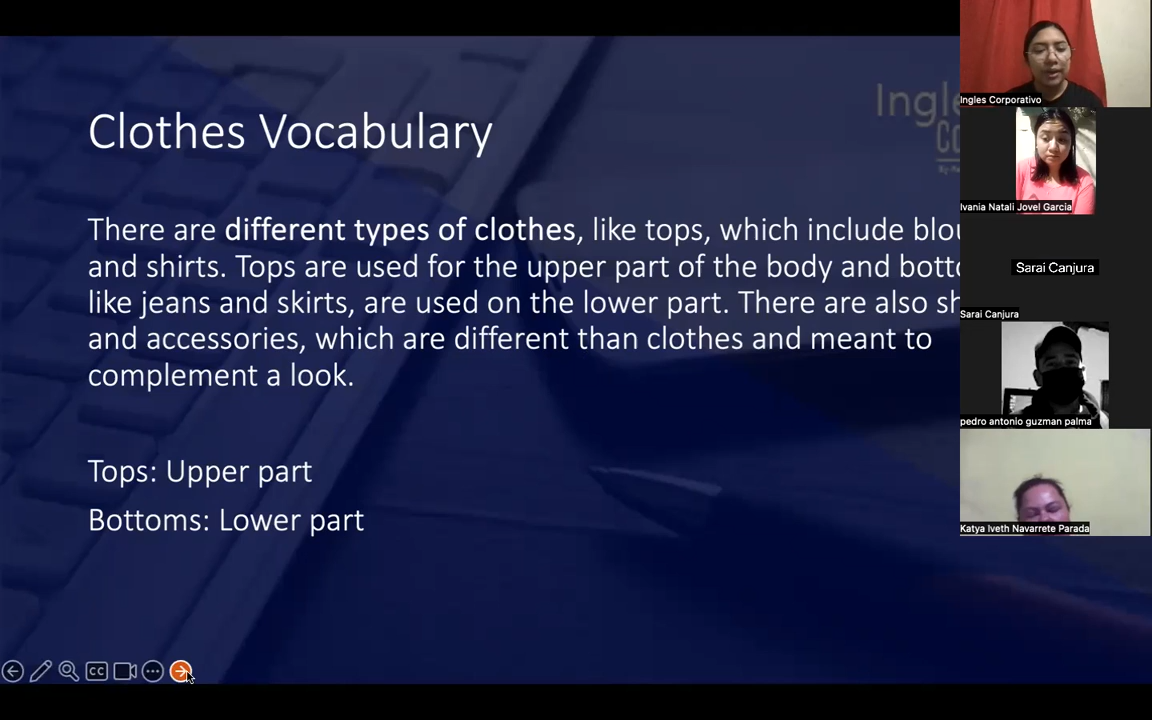 Clothes Vocabulary
There are different types of clothes, like tops, which include
and shirts. Tops are used for the upper part of the body and
like jeans and skirts, are used on the lower part. There are also
and accessories, which are different than clothes and meant to
complement a look.
Tops: Upper part
Bottoms: Lower part
CC
Ingles Corporativo
Ivania Natali Jovel Garcia
Sarai Canjura
Sarai Canjura
pedro antonio guzman palma
Katya Iveth Navarrete Parada